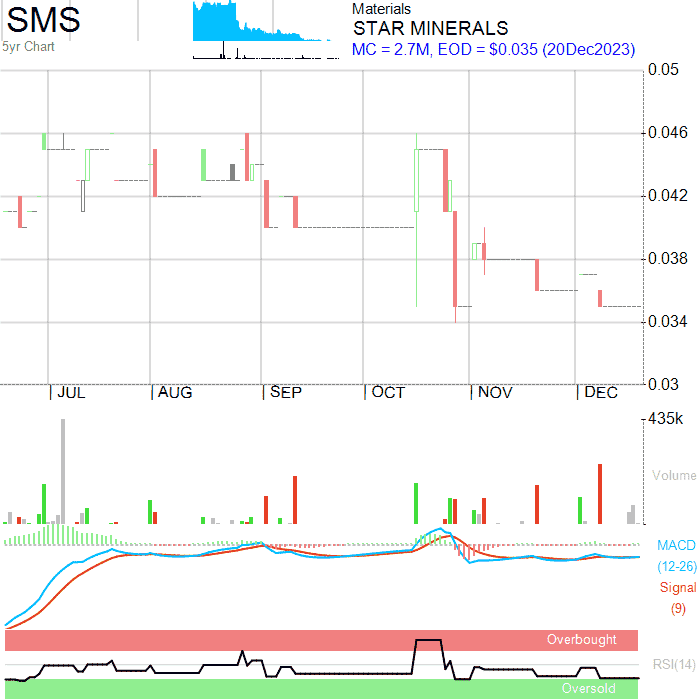 SMS
5yr Chart
Materials
STAR MINERALS
MC = 2.7M, EOD = $0.035 (20Dec2023)
0.05
0.046
0.042
0.038
0.034
0.03
JUL AUG SEP OCT NOV DEC
435k
Volume
MACD
(12-26)
Signal
(9)
Overbought
RSI(14)
Oversold